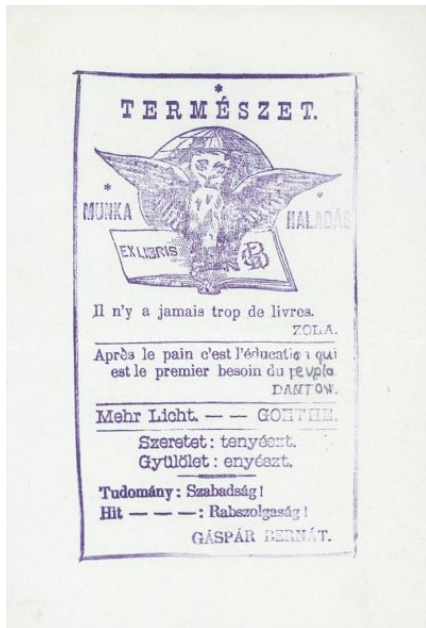 *
TERMÉSZET.
*
MUNKA
*
HALADÁS
EX LIBRIS
GB
Il n'y a jamais trop de livres.
ZOLA.
Après le pain c'est l'éducation qui
est le premier besoin du peuple
DANTON.
Mehr Licht. — — GOETHE.
Szeretet: tenyészt.
Gyülölet: enyészt.
Tudomány: Szabadság!
Hit — — —: Rabszolgaság!
GÁSPÁR BERNÁT.